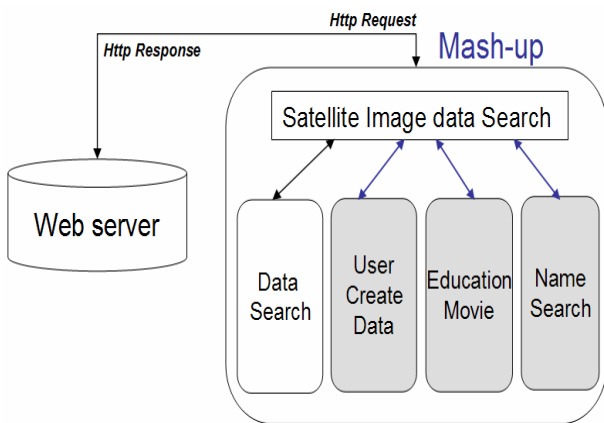 Http Request
Http Response
Mash-up
Satellite Image data Search
Web server
Data
Search
User
Create
Data
Education
Movie
Name
Search